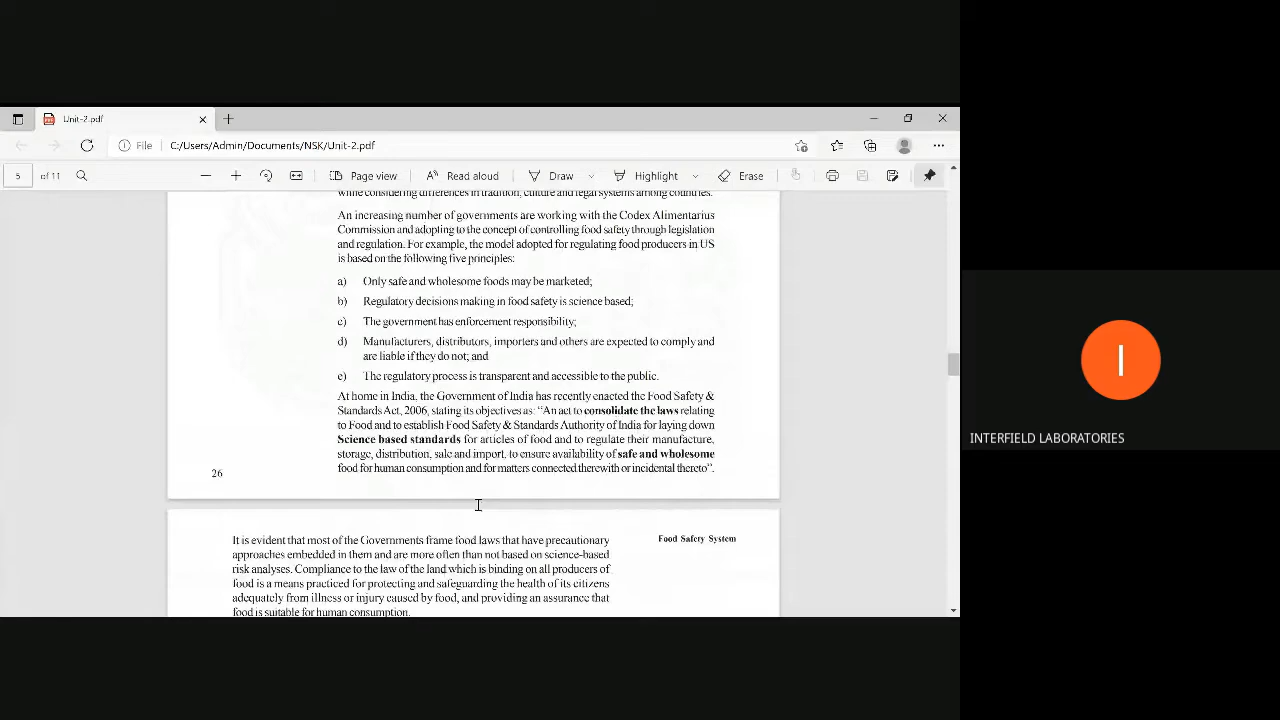 Unit-2.pdf
File C:/Users/Admin/Documents/NSK/Unit-2.pdf
5 of 11 Page view Read aloud Draw Highlight Erase
while considering differences in tradition, culture and legal systems among countries.
An increasing number of governments are working with the Codex Alimentarius
Commission and adopting to the concept of controlling food safety through legislation
and regulation. For example, the model adopted for regulating food producers in US
is based on the following five principles:
a) Only safe and wholesome foods may be marketed;
b) Regulatory decisions making in food safety is science based;
c) The government has enforcement responsibility;
d) Manufacturers, distributors, importers and others are expected to comply and
are liable if they do not; and
e) The regulatory process is transparent and accessible to the public.
At home in India, the Government of India has recently enacted the Food Safety &
Standards Act, 2006, stating its objectives as: “An act to consolidate the laws relating
to Food and to establish Food Safety & Standards Authority of India for laying down
Science based standards for articles of food and to regulate their manufacture,
storage, distribution, sale and import, to ensure availability of safe and wholesome
food for human consumption and for matters connected therewith or incidental thereto”.
26
It is evident that most of the Governments frame food laws that have precautionary
approaches embedded in them and are more often than not based on science-based
risk analyses. Compliance to the law of the land which is binding on all producers of
food is a means practiced for protecting and safeguarding the health of its citizens
adequately from illness or injury caused by food, and providing an assurance that
food is suitable for human consumption.
Food Safety System
I
INTERFIELD LABORATORIES